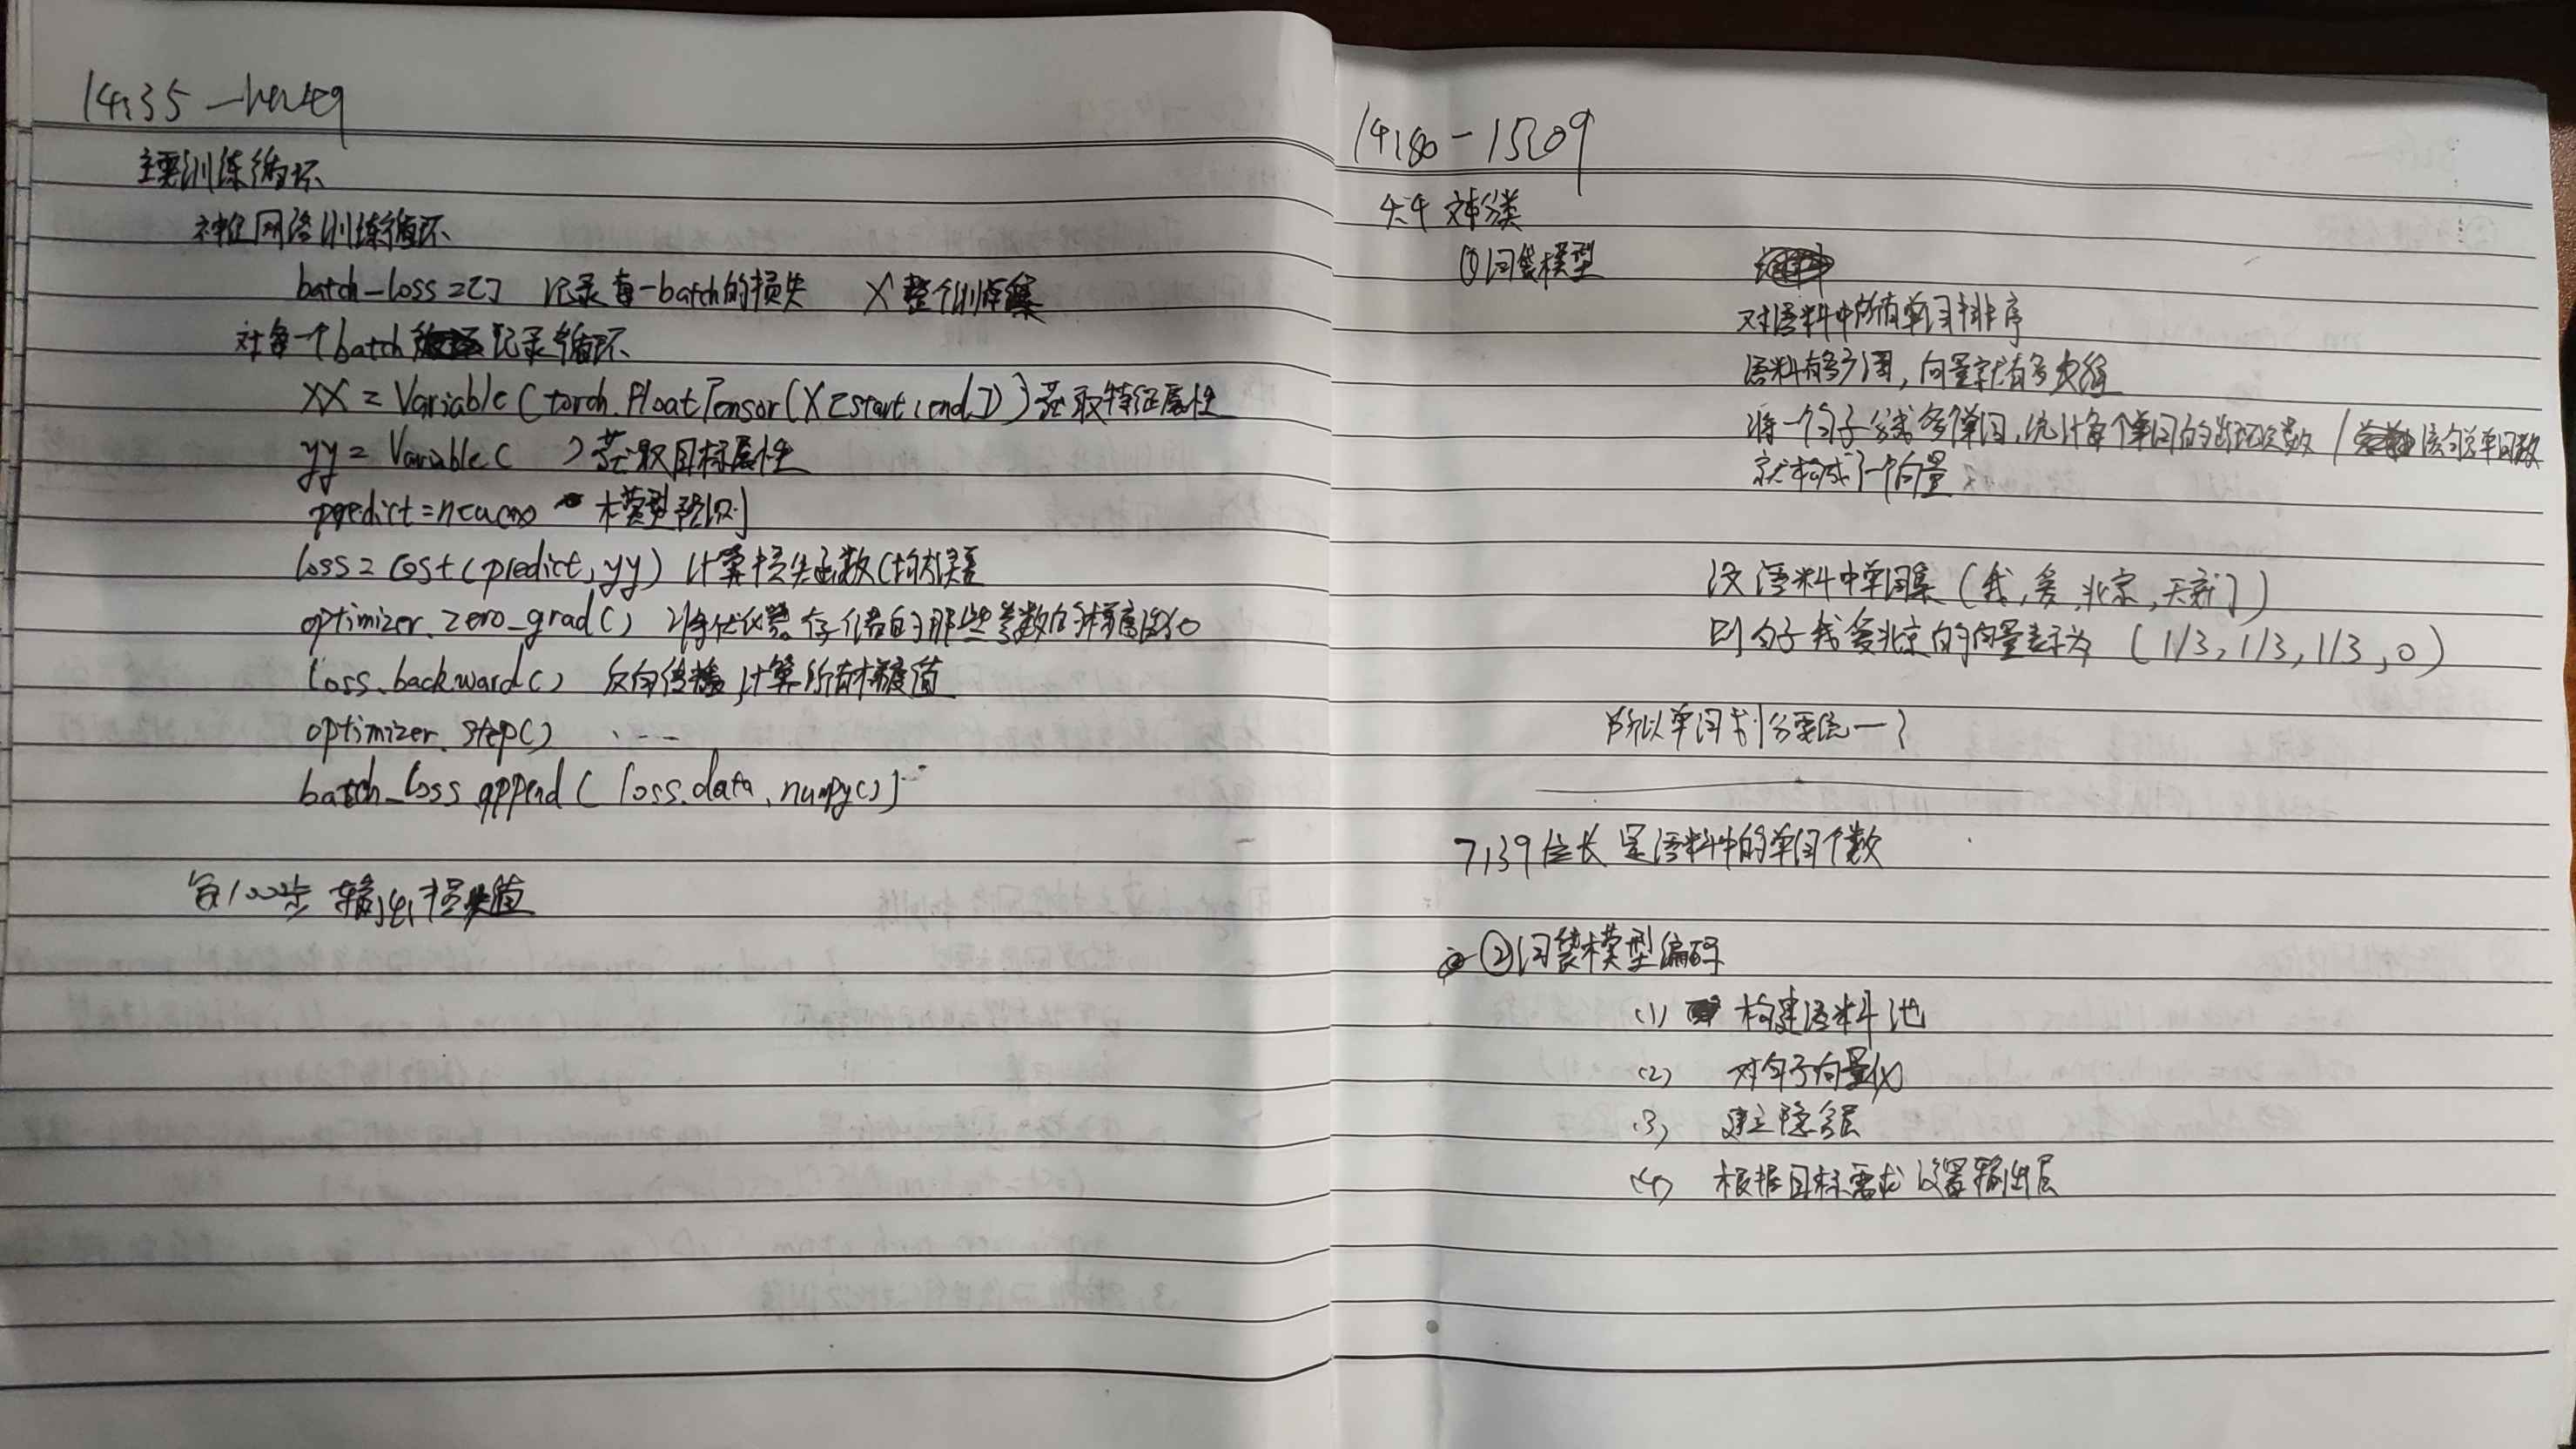 14:35 — 14:49
主要训练循环
神经网络训练循环
batch_loss=[] 记录每一batch的损失 X 整个训练集
对每一个batch 记录循环
XX = Variable(torch.FloatTensor(X[start:end])) 获取特征属性
yy = Variable( ) 获取目标属性
predict=neu(xx) 模型预测
loss=cost(predict,yy) 计算损失函数(均方误差
optimizer.zero_grad() 将优化器存储的那些参数的梯度设为0
loss.backward() 反向传播,计算所有梯度值
optimizer.step() ...
batch_loss.append(loss.data.numpy())
每100步 输出损失值
14:50 - 15:09
4.4 文本分类
①词袋模型
对语料中所有单词排序
语料有多少词,向量就有多少维
将一个句子分成多个单词,统计每个单词的出现次数/该句总单词数
就构成了一个向量
设语料中单词集(我,爱,北京,天安门)
则句子我爱北京的向量表示为 (1/3,1/3,1/3,0)
所以单词划分要统一?
7139 是语料中的单词个数
②词袋模型编码
(1) 构建语料池
(2) 对句子向量化
(3) 建立隐含层
(4) 根据目标需求设置输出层